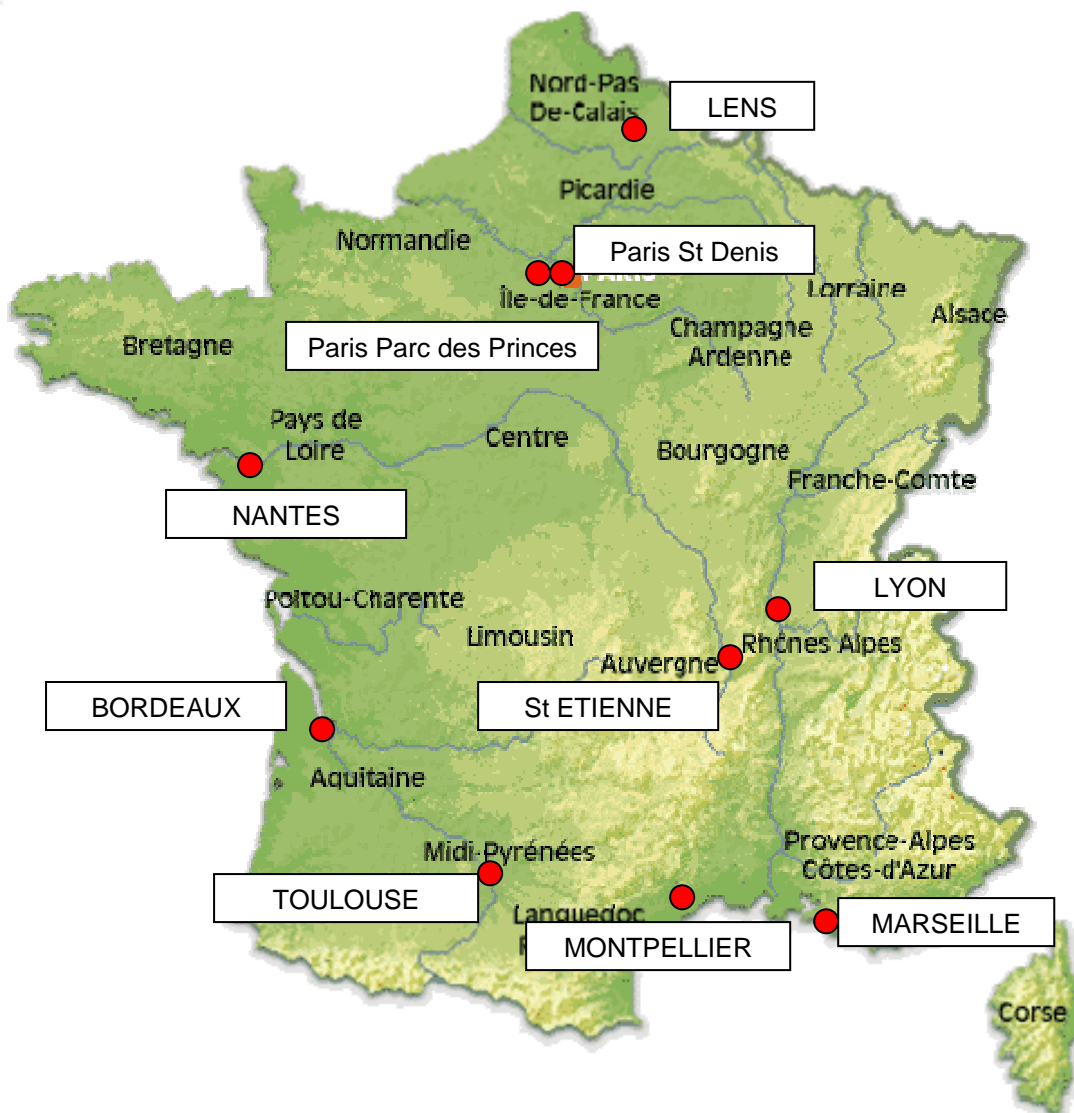 Nord-Pas
De-Calais
LENS
Picardie
Normandie
Paris St Denis
Île-de-France
Lorraine
Alsace
Champagne
Ardenne
Bretagne
Paris Parc des Princes
Pays de
Loire
Centre
Bourgogne
Franche-Comte
NANTES
LYON
Poitou-Charente
Limousin
Rhônes Alpes
Auvergne
BORDEAUX
St ETIENNE
Aquitaine
Provence-Alpes
Côtes-d'Azur
Midi-Pyrénées
TOULOUSE
Languedoc
MARSEILLE
MONTPELLIER
Corse